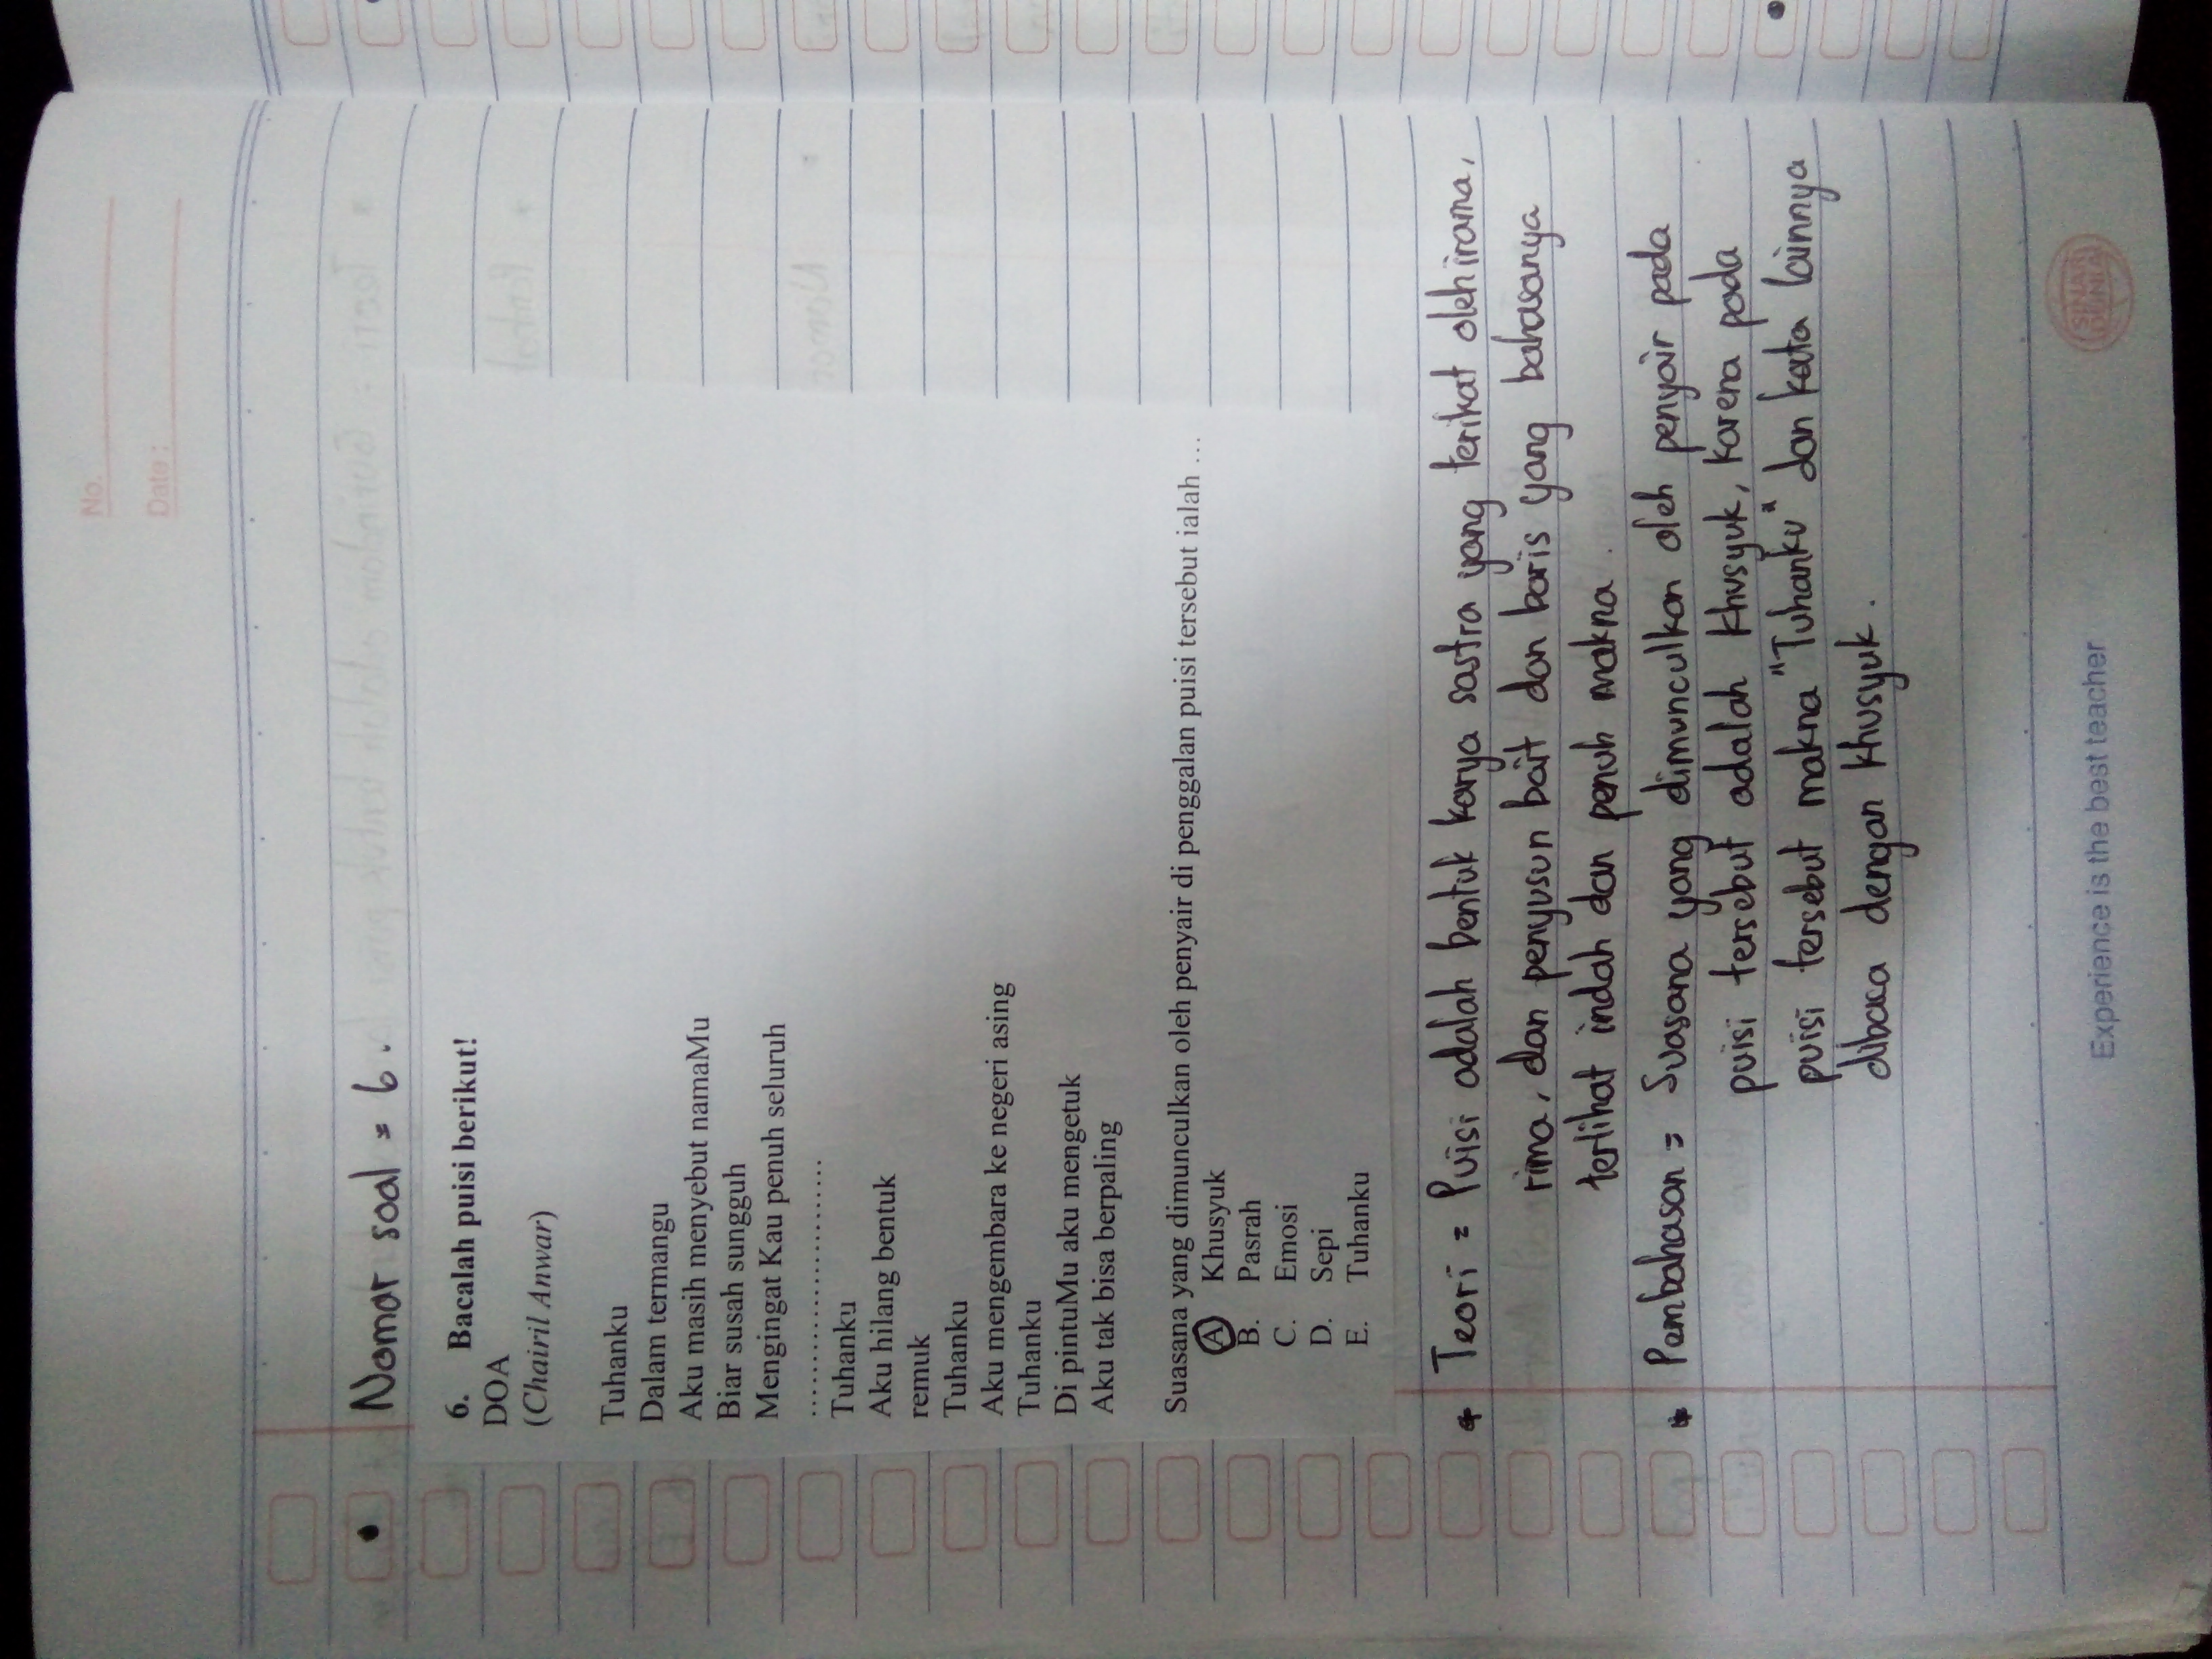 No.
Date :
Nomor soal = 6.
6. Bacalah puisi berikut!
DOA
(Chairil Anwar)
Tuhanku
Dalam termangu
Aku masih menyebut namaMu
Biar susah sungguh
Mengingat Kau penuh seluruh
........................
Tuhanku
Aku hilang bentuk
remuk
Tuhanku
Aku mengembara ke negeri asing
Tuhanku
Di pintuMu aku mengetuk
Aku tak bisa berpaling
Suasana yang dimunculkan oleh penyair di penggalan puisi tersebut ialah ...
A Khusyuk
B. Pasrah
C. Emosi
D. Sepi
E. Tuhanku
* Teori = Puisi adalah bentuk karya sastra yang terikat oleh irama,
rima, dan penyusun bait dan baris yang bahasanya
terlihat indah dan penuh makna.
* Pembahasan = Suasana yang dimunculkan oleh penyair pada
puisi tersebut adalah khusyuk, karena pada
puisi tersebut makna "Tuhanku" dan kata lainnya
dibaca dengan khusyuk.
Experience is the best teacher
SINAR
DUNIA